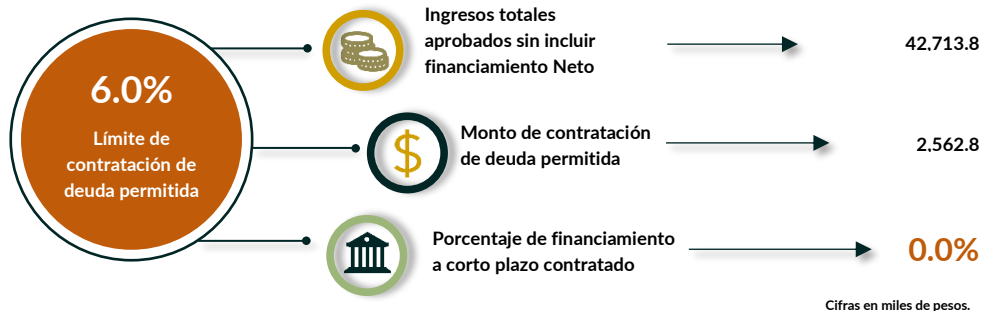 6.0%
Límite de
contratación de
deuda permitida
Ingresos totales
aprobados sin incluir
financiamiento Neto
42,713.8
$
Monto de contratación
de deuda permitida
2,562.8
Porcentaje de financiamiento
a corto plazo contratado
0.0%
Cifras en miles de pesos.